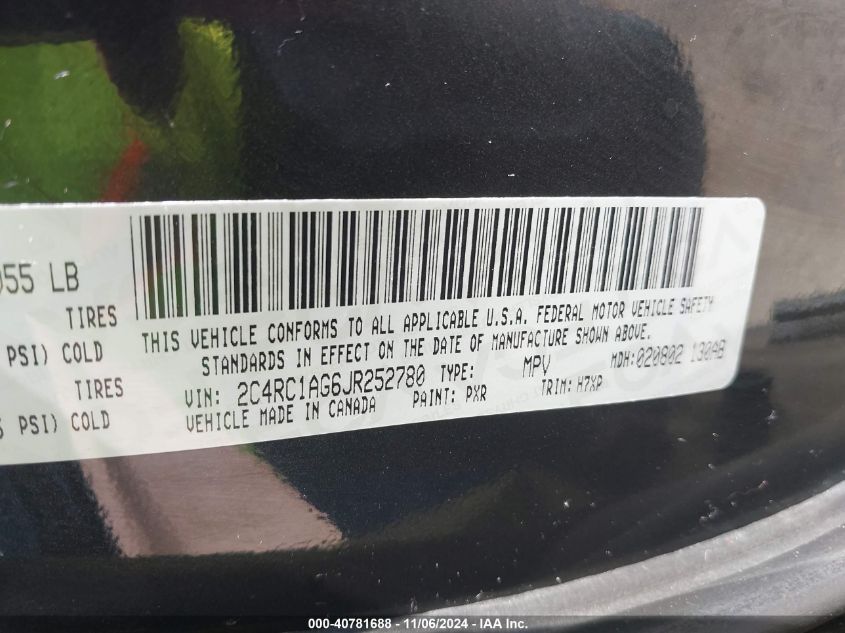 055 LB
TIRES
PSI) COLD
TIRES
PSI) COLD
THIS VEHICLE CONFORMS TO ALL APPLICABLE U.S.A. FEDERAL MOTOR VEHICLE SAFETY
STANDARDS IN EFFECT ON THE DATE OF MANUFACTURE SHOWN ABOVE.
VIN: 2C4RC1AG6JR252780 TYPE: MPV MDH: 020802 1304B
VEHICLE MADE IN CANADA PAINT: PXR TRIM: H7XP
000-40781688 - 11/06/2024 - IAA Inc.